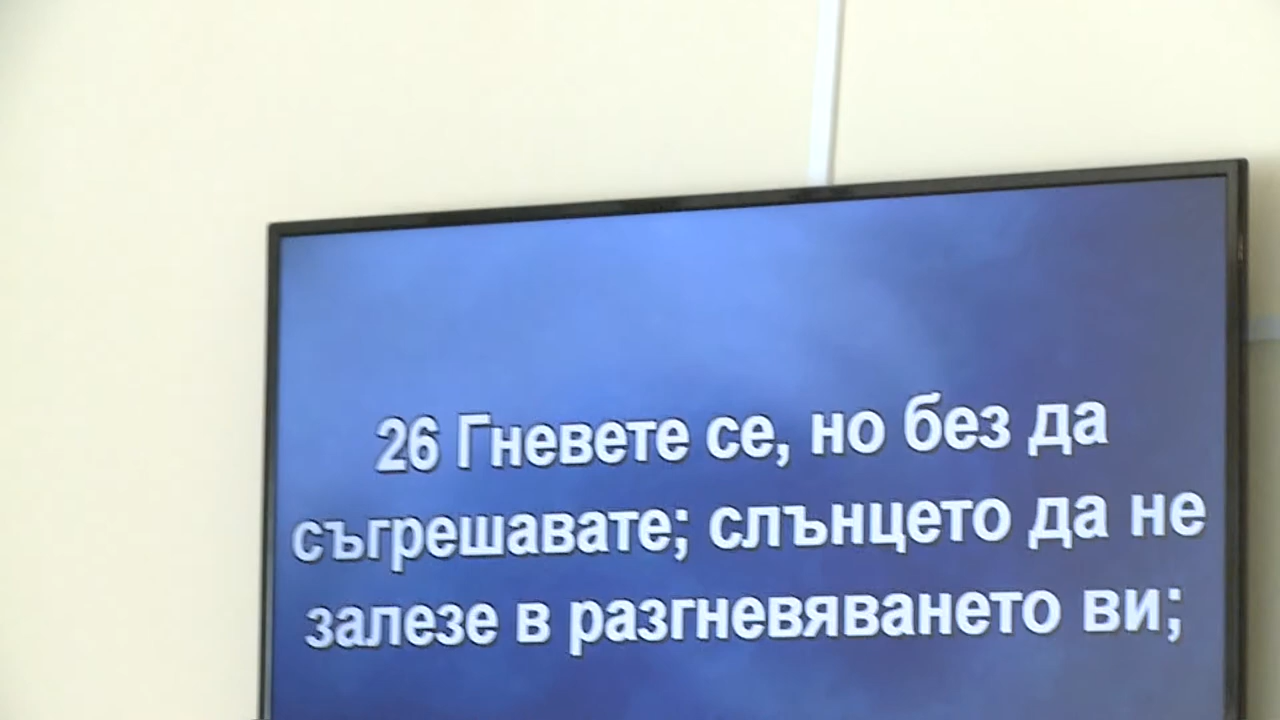 26 Гневете се, но без да
съгрешавате; слънцето да не
залезе в разгневяването ви;